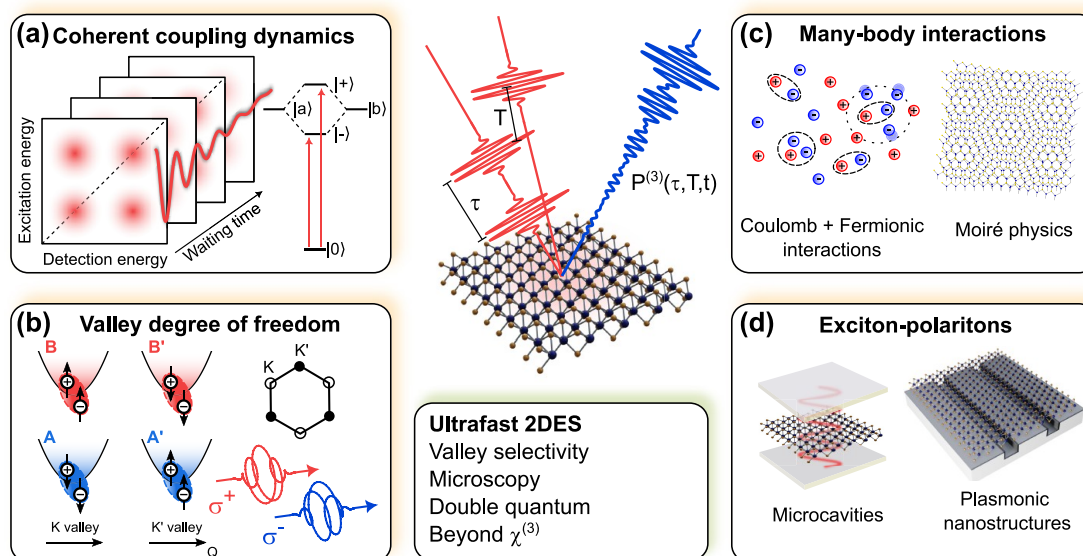 (a) Coherent coupling dynamics
Excitation energy
Detection energy
Waiting time
|+⟩
|a⟩
|b⟩
|-⟩
|0⟩
T
τ
P(3)(τ,T,t)
(c) Many-body interactions
Coulomb + Fermionic
interactions
Moiré physics
(b) Valley degree of freedom
B
B'
K
K'
A
A'
K valley
K' valley
Q
σ+
σ-
Ultrafast 2DES
Valley selectivity
Microscopy
Double quantum
Beyond χ(3)
(d) Exciton-polaritons
Microcavities
Plasmonic
nanostructures